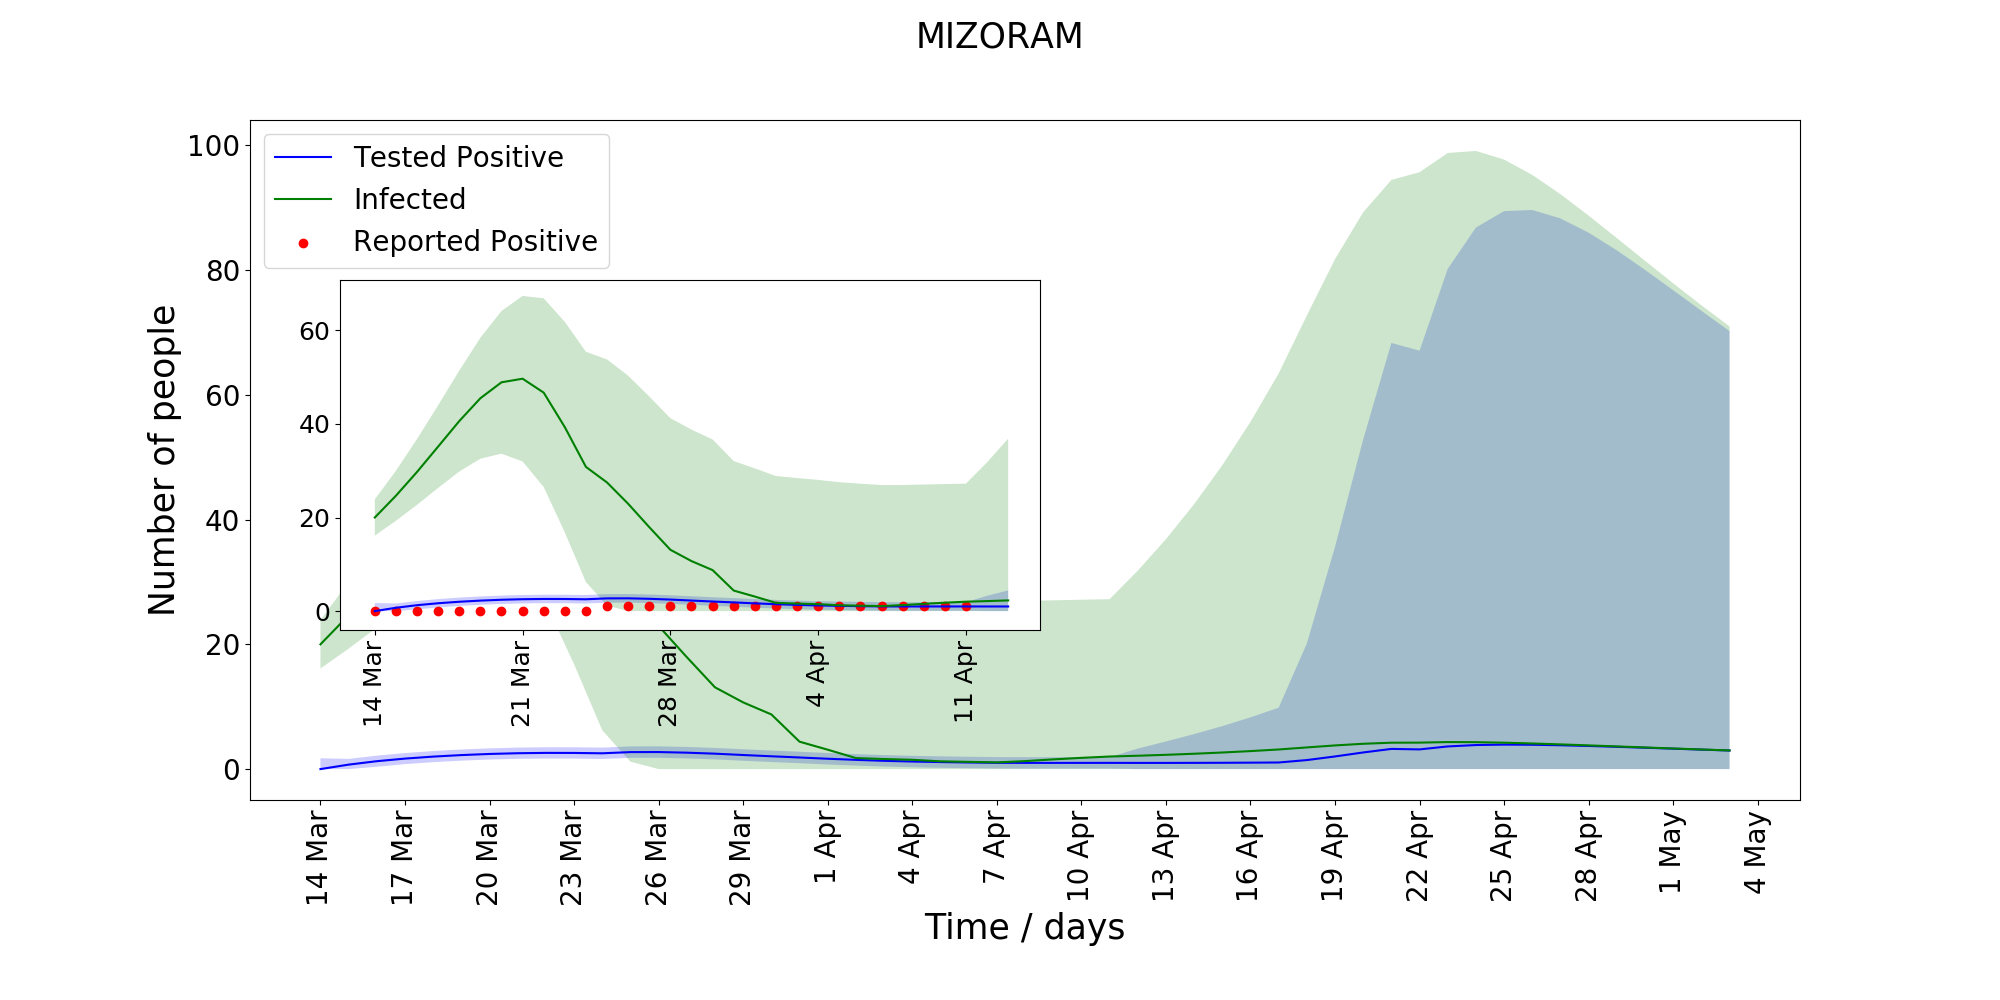 MIZORAM
Tested Positive
Infected
Reported Positive
Number of people
100
80
60
40
20
0
60
40
20
0
14 Mar
21 Mar
28 Mar
4 Apr
11 Apr
14 Mar
17 Mar
20 Mar
23 Mar
26 Mar
29 Mar
1 Apr
4 Apr
7 Apr
10 Apr
13 Apr
16 Apr
19 Apr
22 Apr
25 Apr
28 Apr
1 May
4 May
Time / days